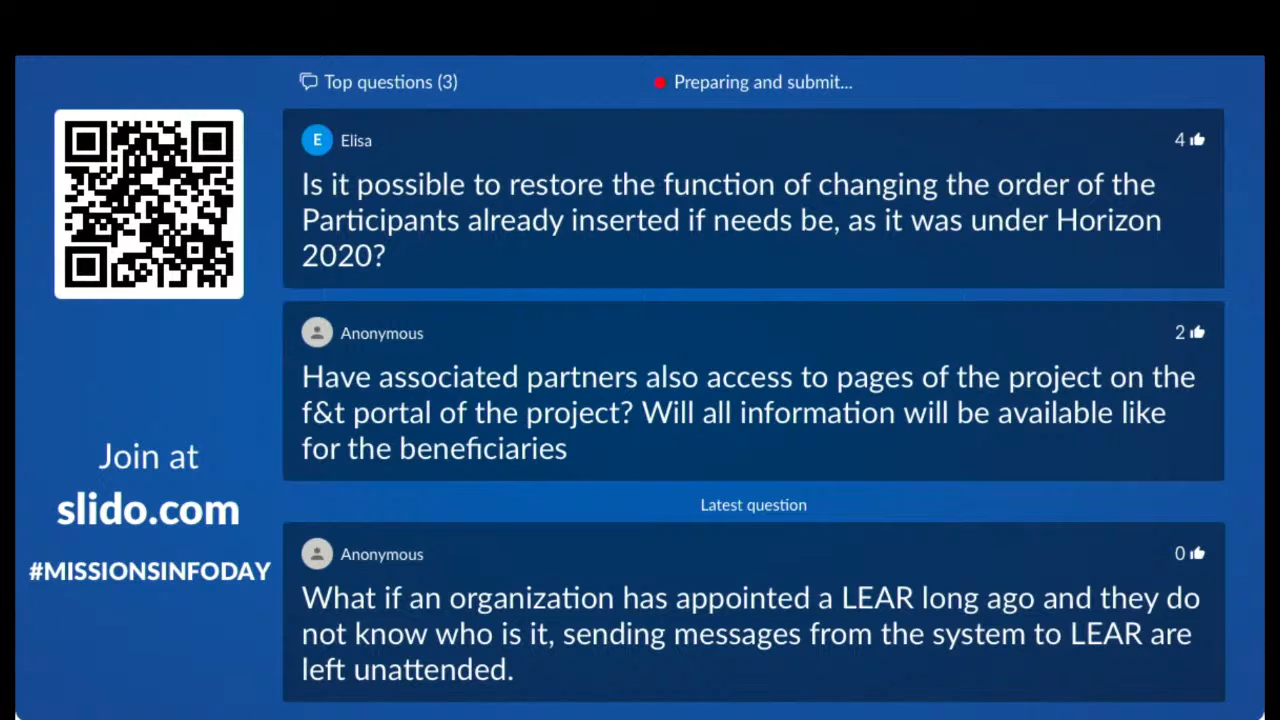 Top questions (3)
Preparing and submit...
E Elisa
4
Is it possible to restore the function of changing the order of the
Participants already inserted if needs be, as it was under Horizon
2020?
Anonymous
2
Have associated partners also access to pages of the project on the
f&t portal of the project? Will all information will be available like
for the beneficiaries
Join at
slido.com
#MISSIONSINFODAY
Latest question
Anonymous
0
What if an organization has appointed a LEAR long ago and they do
not know who is it, sending messages from the system to LEAR are
left unattended.